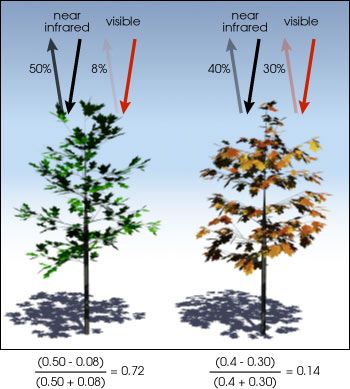 near infrared visible near infrared visible
50% 8% 40% 30%
(0.50 - 0.08) (0.4 - 0.30)
= 0.72 = 0.14
(0.50 + 0.08) (0.4 + 0.30)